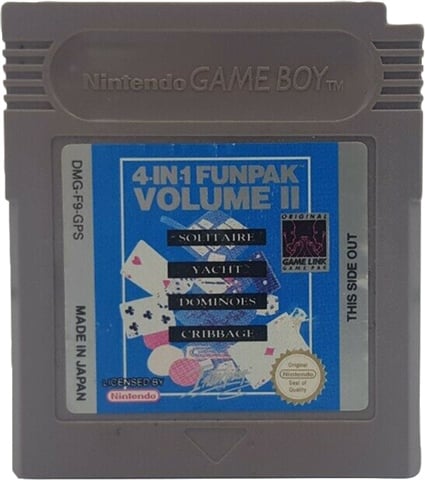 Nintendo GAME BOY TM
4-IN-1 FUNPAK™
VOLUME II
DMG-F9-GPS
MADE IN JAPAN
SOLITAIRE
YACHT
DOMINOES
CRIBBAGE
ORIGINAL
GAME LINK
GAME PAK
THIS SIDE OUT
LICENSED BY
Nintendo
Original
Nintendo
Seal of
Quality